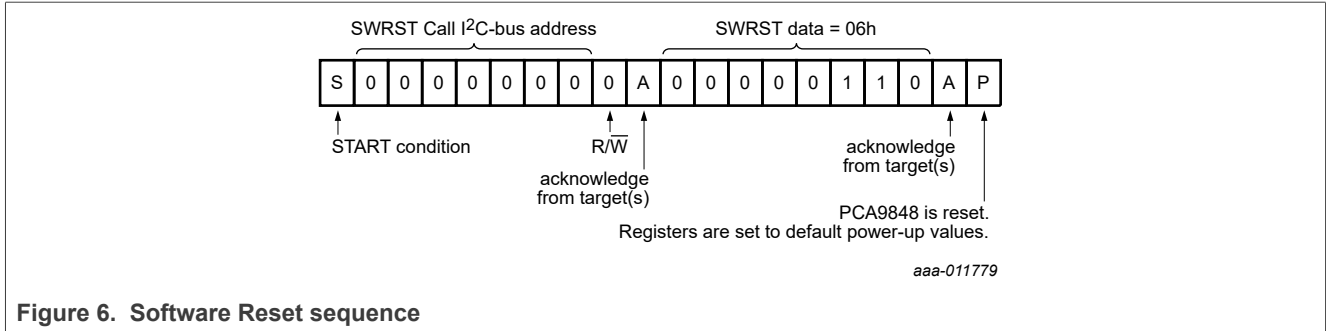 SWRST Call I2C-bus address SWRST data = 06h
S 0 0 0 0 0 0 0 0 A 0 0 0 0 0 1 1 0 A P
START condition R/W̅ acknowledge
from target(s)
acknowledge
from target(s)
PCA9848 is reset.
Registers are set to default power-up values.
aaa-011779
Figure 6. Software Reset sequence